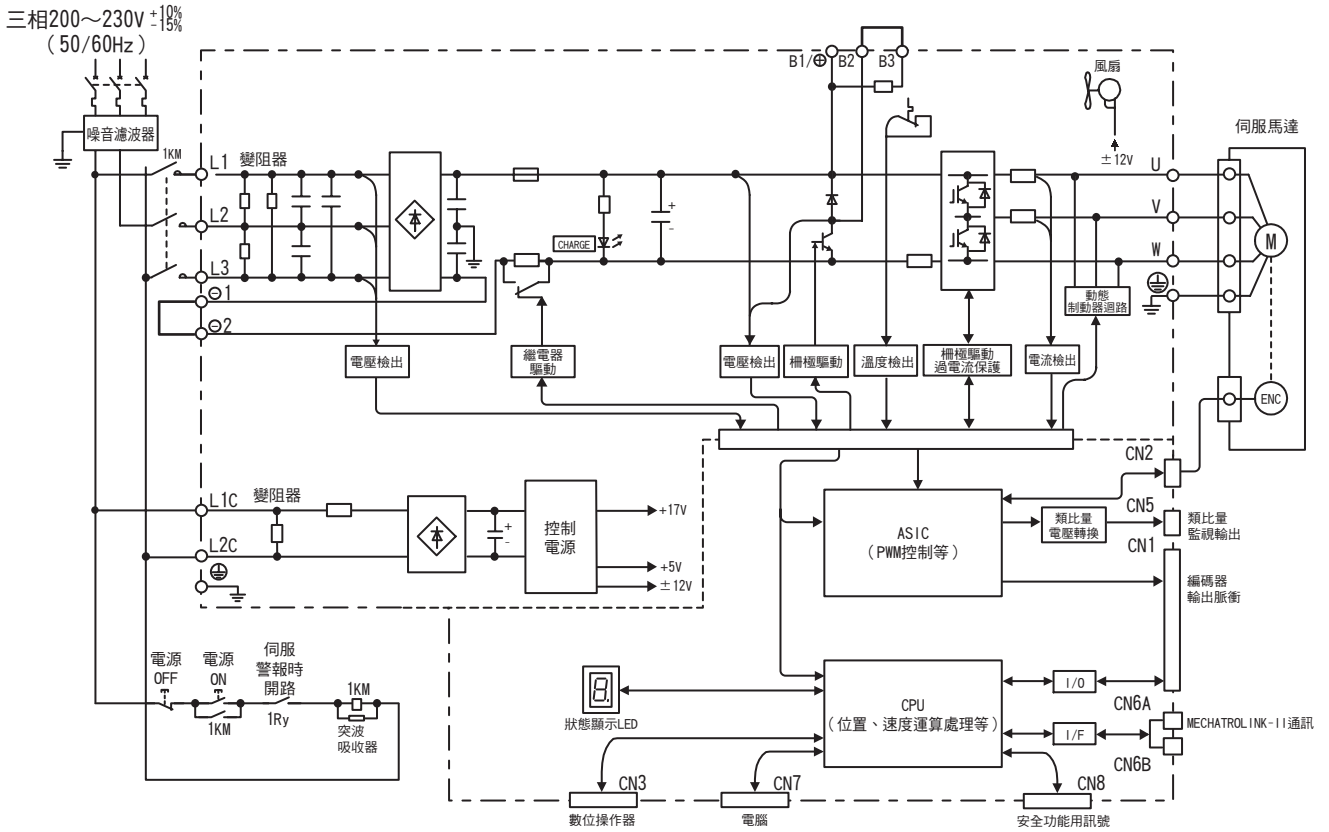 三相200～230V +10% -15%
（50/60Hz）
噪音濾波器
1KM
L1
變阻器
L2
L3
⊖1
⊖2
CHARGE
+
-
B1/⊕
B2
B3
風扇
±12V
U
V
W
伺服馬達
M
ENC
動態
制動器迴路
電壓檢出
繼電器
驅動
電壓檢出
柵極驅動
溫度檢出
柵極驅動
過電流保護
電流檢出
L1C
變阻器
L2C
+
-
控制
電源
+17V
+5V
±12V
ASIC
（PWM控制等）
類比量
電壓轉換
CN2
CN5
類比量
監視輸出
CN1
編碼器
輸出脈衝
電源
OFF
電源
ON
1KM
伺服
警報時
開路
1Ry
1KM
突波
吸收器
8.
狀態顯示LED
CPU
（位置、速度運算處理等）
I/O
I/F
CN6A
MECHATROLINK-II通訊
CN6B
CN3
數位操作器
CN7
電腦
CN8
安全功能用訊號